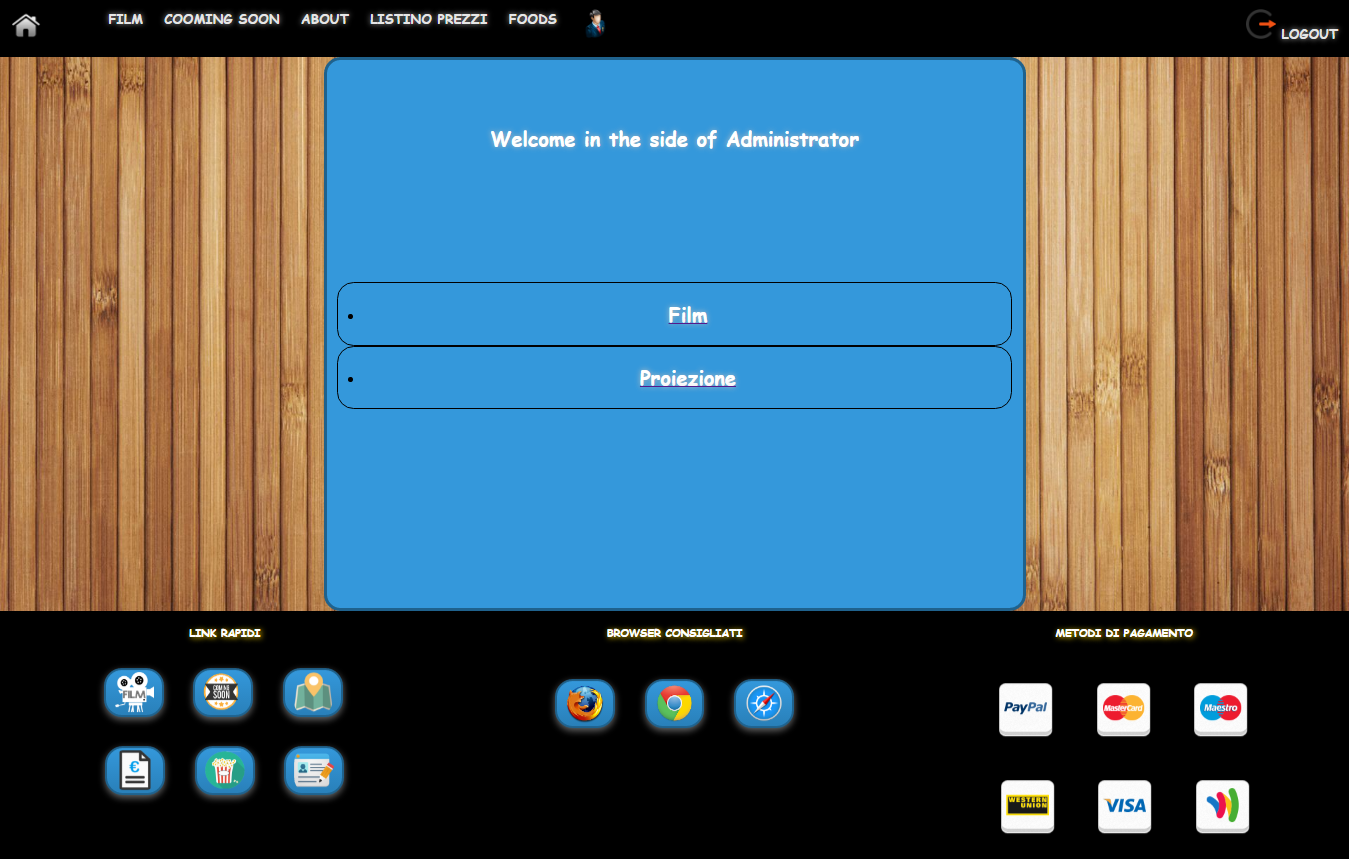 FILM COOMING SOON ABOUT LISTINO PREZZI FOODS LOGOUT
Welcome in the side of Administrator
Film
Proiezione
LINK RAPIDI BROWSER CONSIGLIATI METODI DI PAGAMENTO
FILM COMING SOON
PayPal MasterCard Maestro
€
WESTERN UNION VISA